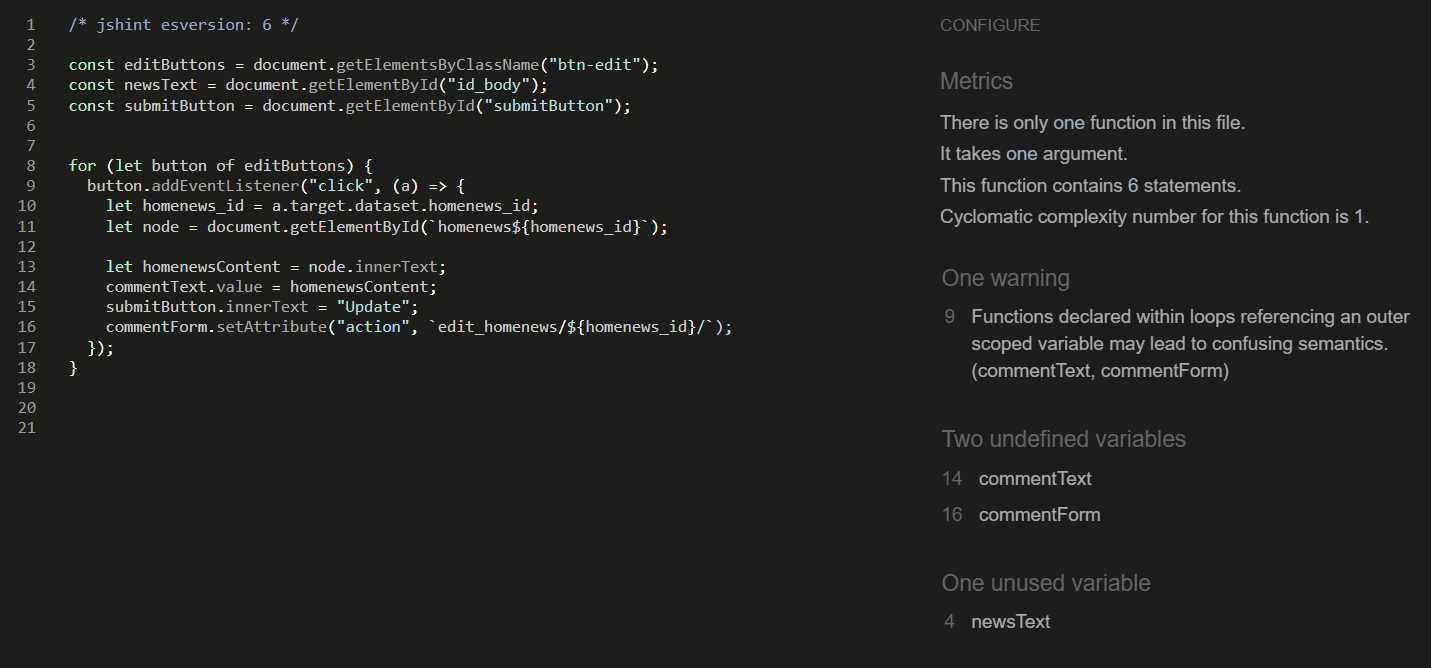 1 /* jshint esversion: 6 */
2
3 const editButtons = document.getElementsByClassName("btn-edit");
4 const newsText = document.getElementById("id_body");
5 const submitButton = document.getElementById("submitButton");
6
7
8 for (let button of editButtons) {
9   button.addEventListener("click", (a) => {
10     let homenews_id = a.target.dataset.homenews_id;
11     let node = document.getElementById(`homenews${homenews_id}`);
12
13     let homenewsContent = node.innerText;
14     commentText.value = homenewsContent;
15     submitButton.innerText = "Update";
16     commentForm.setAttribute("action", `edit_homenews/${homenews_id}/`);
17   });
18 }
19
20
21
CONFIGURE
Metrics
There is only one function in this file.
It takes one argument.
This function contains 6 statements.
Cyclomatic complexity number for this function is 1.
One warning
9 Functions declared within loops referencing an outer
scoped variable may lead to confusing semantics.
(commentText, commentForm)
Two undefined variables
14 commentText
16 commentForm
One unused variable
4 newsText